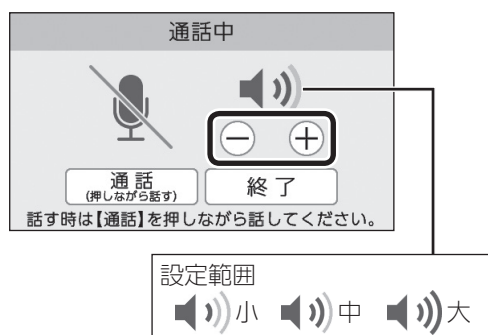 通話中
− +
通話 終了
(押しながら話す)
話す時は【通話】を押しながら話してください。
設定範囲
小 中 大